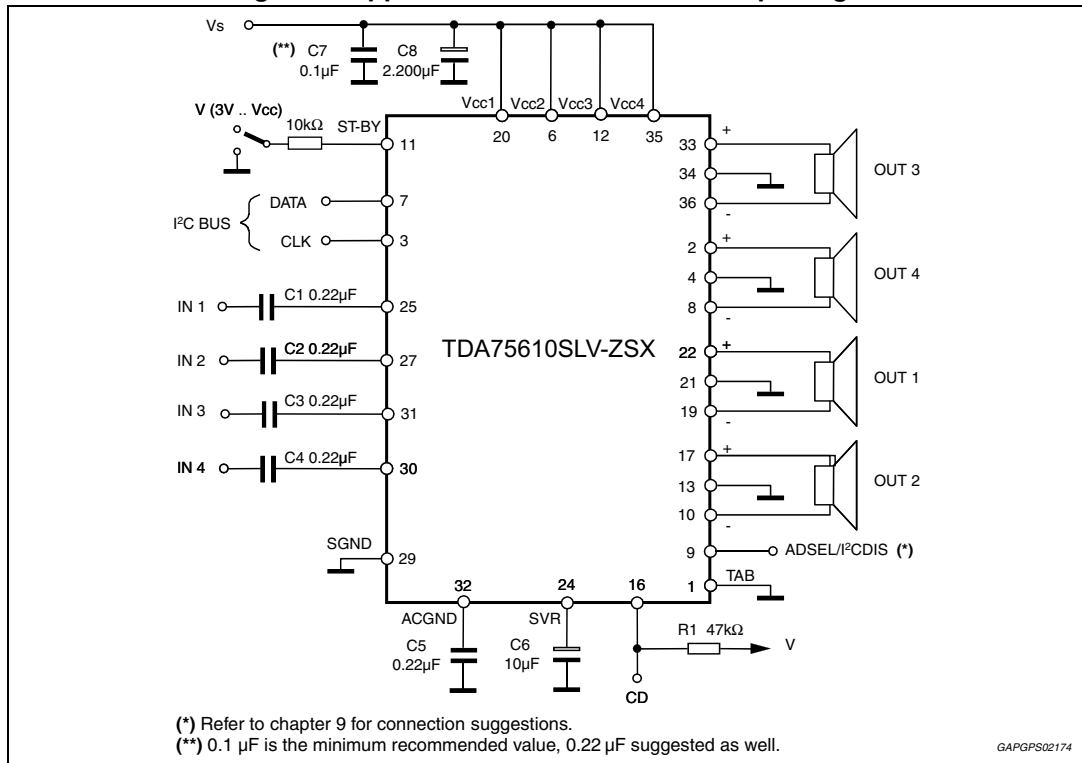 Vs
(**) C7 C8
0.1µF 2.200µF
V (3V .. Vcc)
10kΩ ST-BY
Vcc1 Vcc2 Vcc3 Vcc4
20 6 12 35
11
33 +
34
36 -
OUT 3
I²C BUS
DATA 7
CLK 3
2 +
4
8 -
OUT 4
IN 1 C1 0.22µF 25
IN 2 C2 0.22µF 27
IN 3 C3 0.22µF 31
IN 4 C4 0.22µF 30
TDA75610SLV-ZSX
22 +
21
19 -
OUT 1
17 +
13
10 -
OUT 2
9 ADSEL/I²CDIS (*)
1 TAB
SGND 29
32 24 16
ACGND SVR
C5 C6
0.22µF 10µF
R1 47kΩ V
CD
(*) Refer to chapter 9 for connection suggestions.
(**) 0.1 µF is the minimum recommended value, 0.22 µF suggested as well.
GAPGPS02174